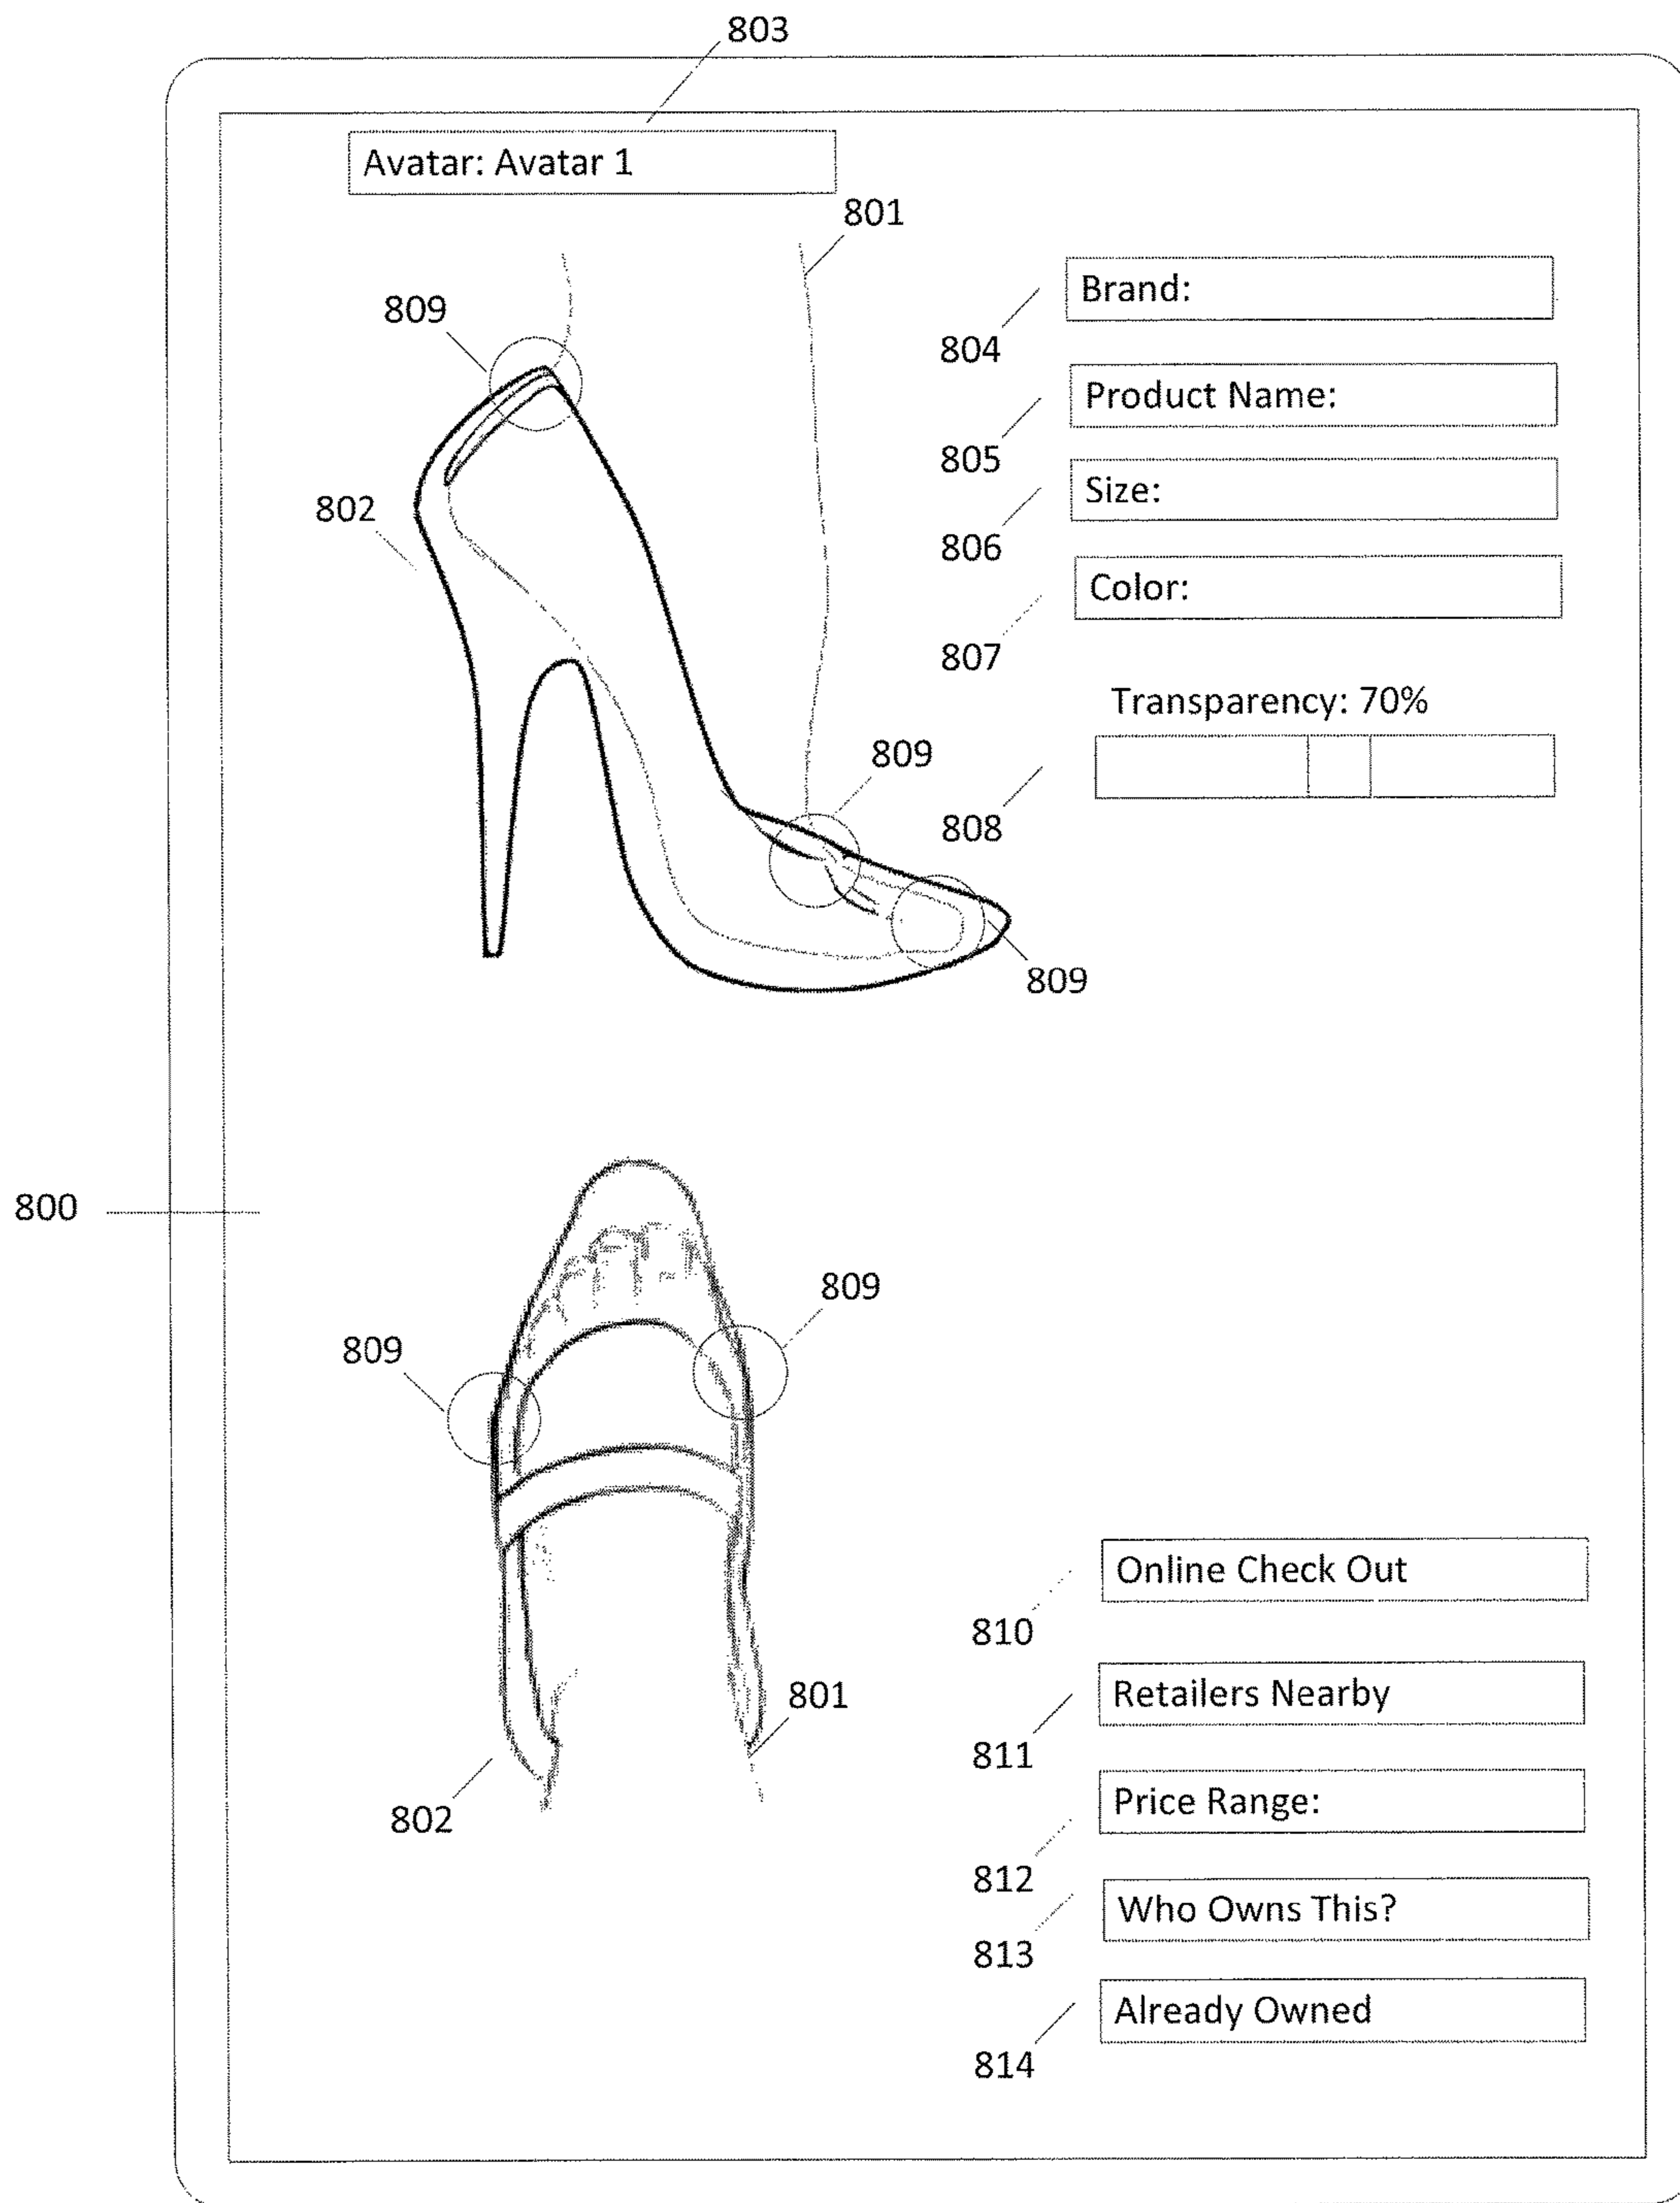 803
Avatar: Avatar 1
801
809
Brand:
804
Product Name:
805
802
Size:
806
Color:
807
Transparency: 70%
809
808
809
800
809
809
Online Check Out
810
801
Retailers Nearby
811
802
Price Range:
812
Who Owns This?
813
Already Owned
814